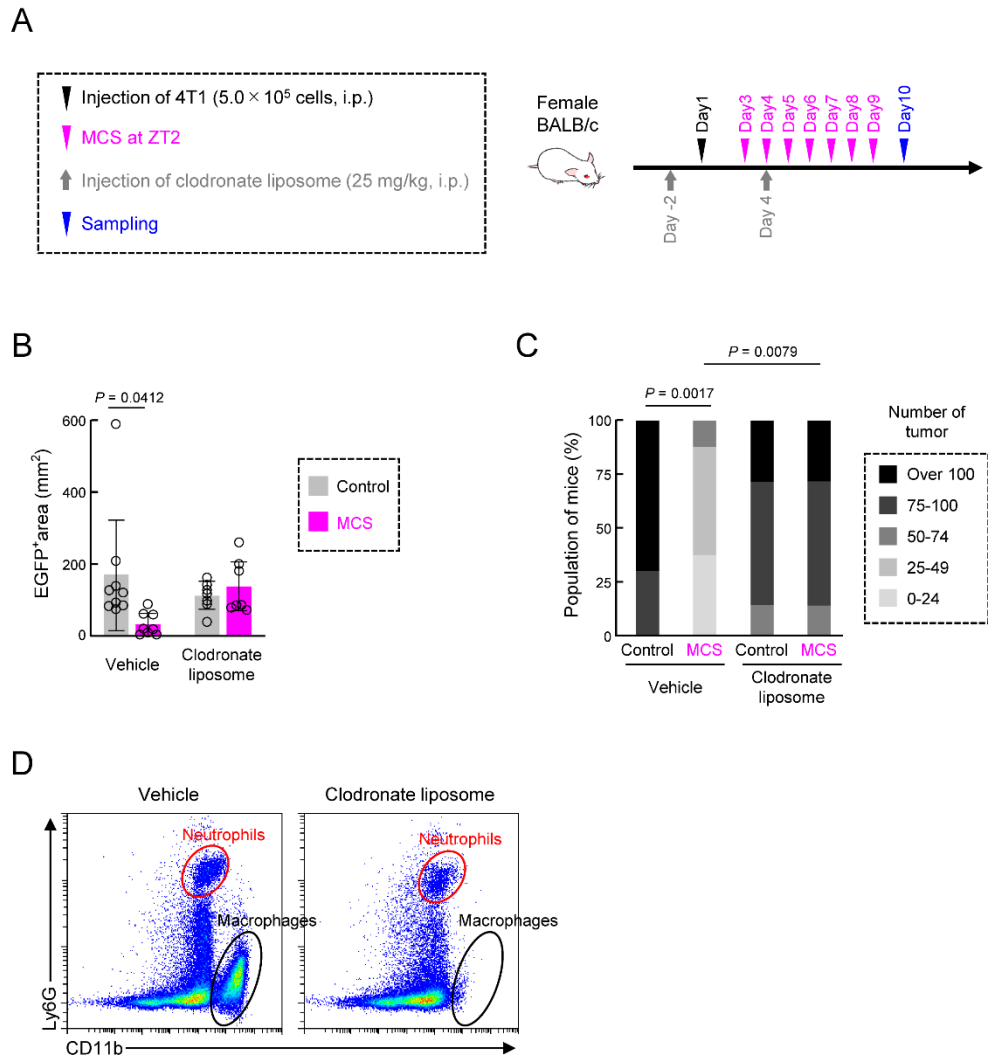 A
Injection of 4T1 (5.0 × 10⁵ cells, i.p.)
MCS at ZT2
Injection of clodronate liposome (25 mg/kg, i.p.)
Sampling
Female
BALB/c
Day1
Day3
Day4
Day5
Day6
Day7
Day8
Day9
Day10
Day -2
Day 4
B
P = 0.0412
600
400
200
0
EGFP⁺area (mm²)
Control
MCS
Vehicle
Clodronate
liposome
C
P = 0.0079
P = 0.0017
100
75
50
25
0
Population of mice (%)
Control
MCS
Control
MCS
Vehicle
Clodronate
liposome
Number of
tumor
Over 100
75-100
50-74
25-49
0-24
D
Vehicle
Neutrophils
Macrophages
Clodronate liposome
Neutrophils
Macrophages
Ly6G
CD11b